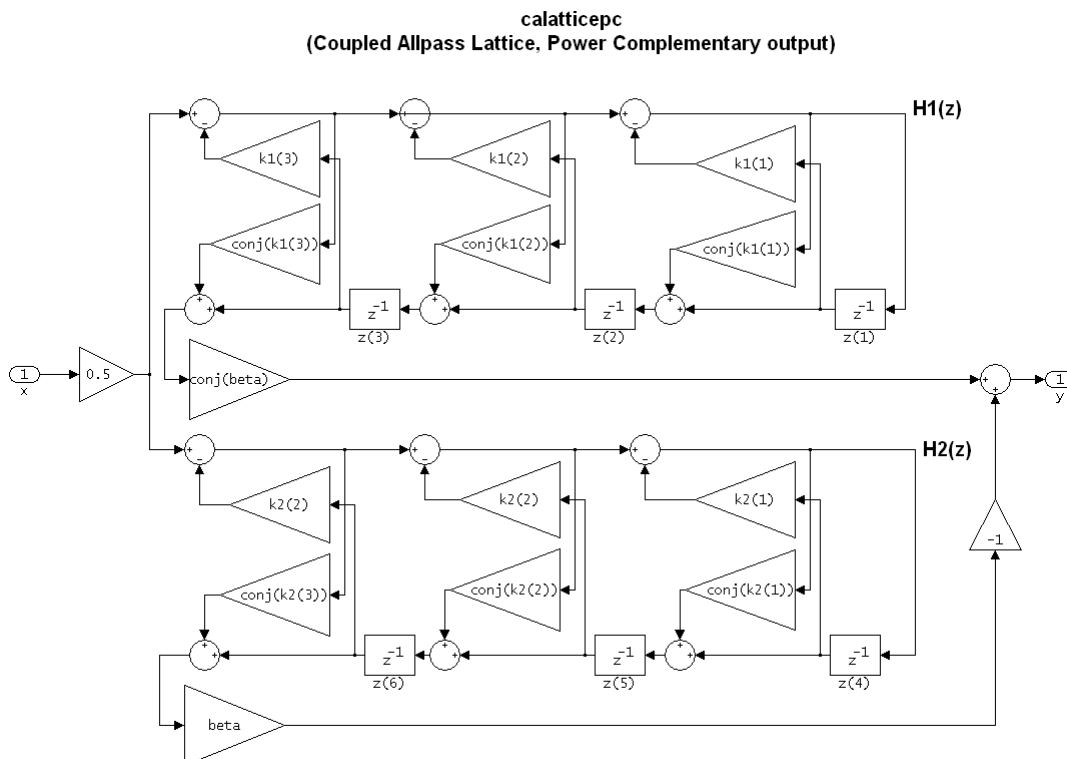 calatticepc
(Coupled Allpass Lattice, Power Complementary output)
H1(z)
k1(3)
k1(2)
k1(1)
conj(k1(3))
conj(k1(2))
conj(k1(1))
z-1
z(3)
z-1
z(2)
z-1
z(1)
1
x
0.5
conj(beta)
1
y
H2(z)
k2(2)
k2(2)
k2(1)
-1
conj(k2(3))
conj(k2(2))
conj(k2(1))
z-1
z(6)
z-1
z(5)
z-1
z(4)
beta